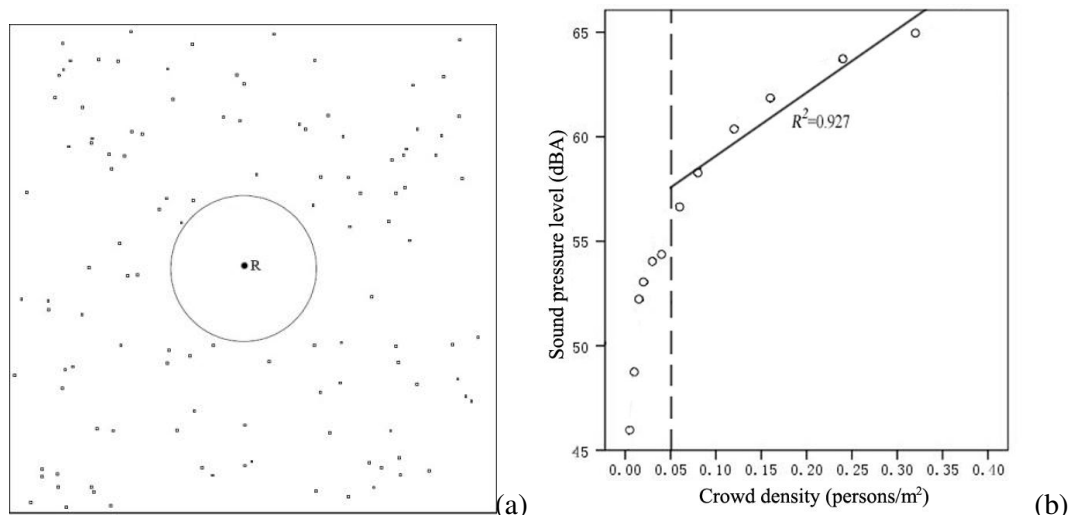 R
(a)
Sound pressure level (dBA)
65
60
55
50
45
R²=0.927
0.00 0.05 0.10 0.15 0.20 0.25 0.30 0.35 0.40
Crowd density (persons/m²)
(b)